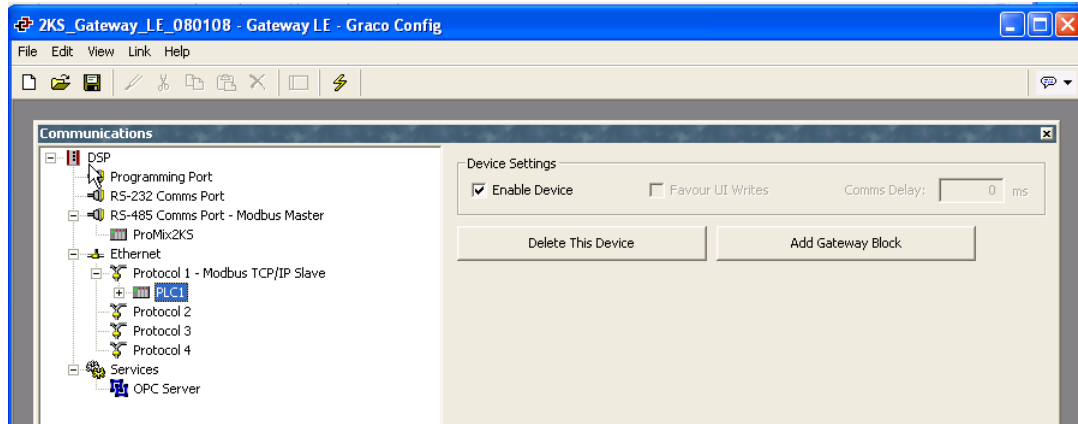 2KS_Gateway_LE_080108 - Gateway LE - Graco Config
File Edit View Link Help
Communications
DSP
Programming Port
RS-232 Comms Port
RS-485 Comms Port - Modbus Master
ProMix2KS
Ethernet
Protocol 1 - Modbus TCP/IP Slave
PLC1
Protocol 2
Protocol 3
Protocol 4
Services
OPC Server
Device Settings
Enable Device Favour UI Writes Comms Delay: 0 ms
Delete This Device Add Gateway Block